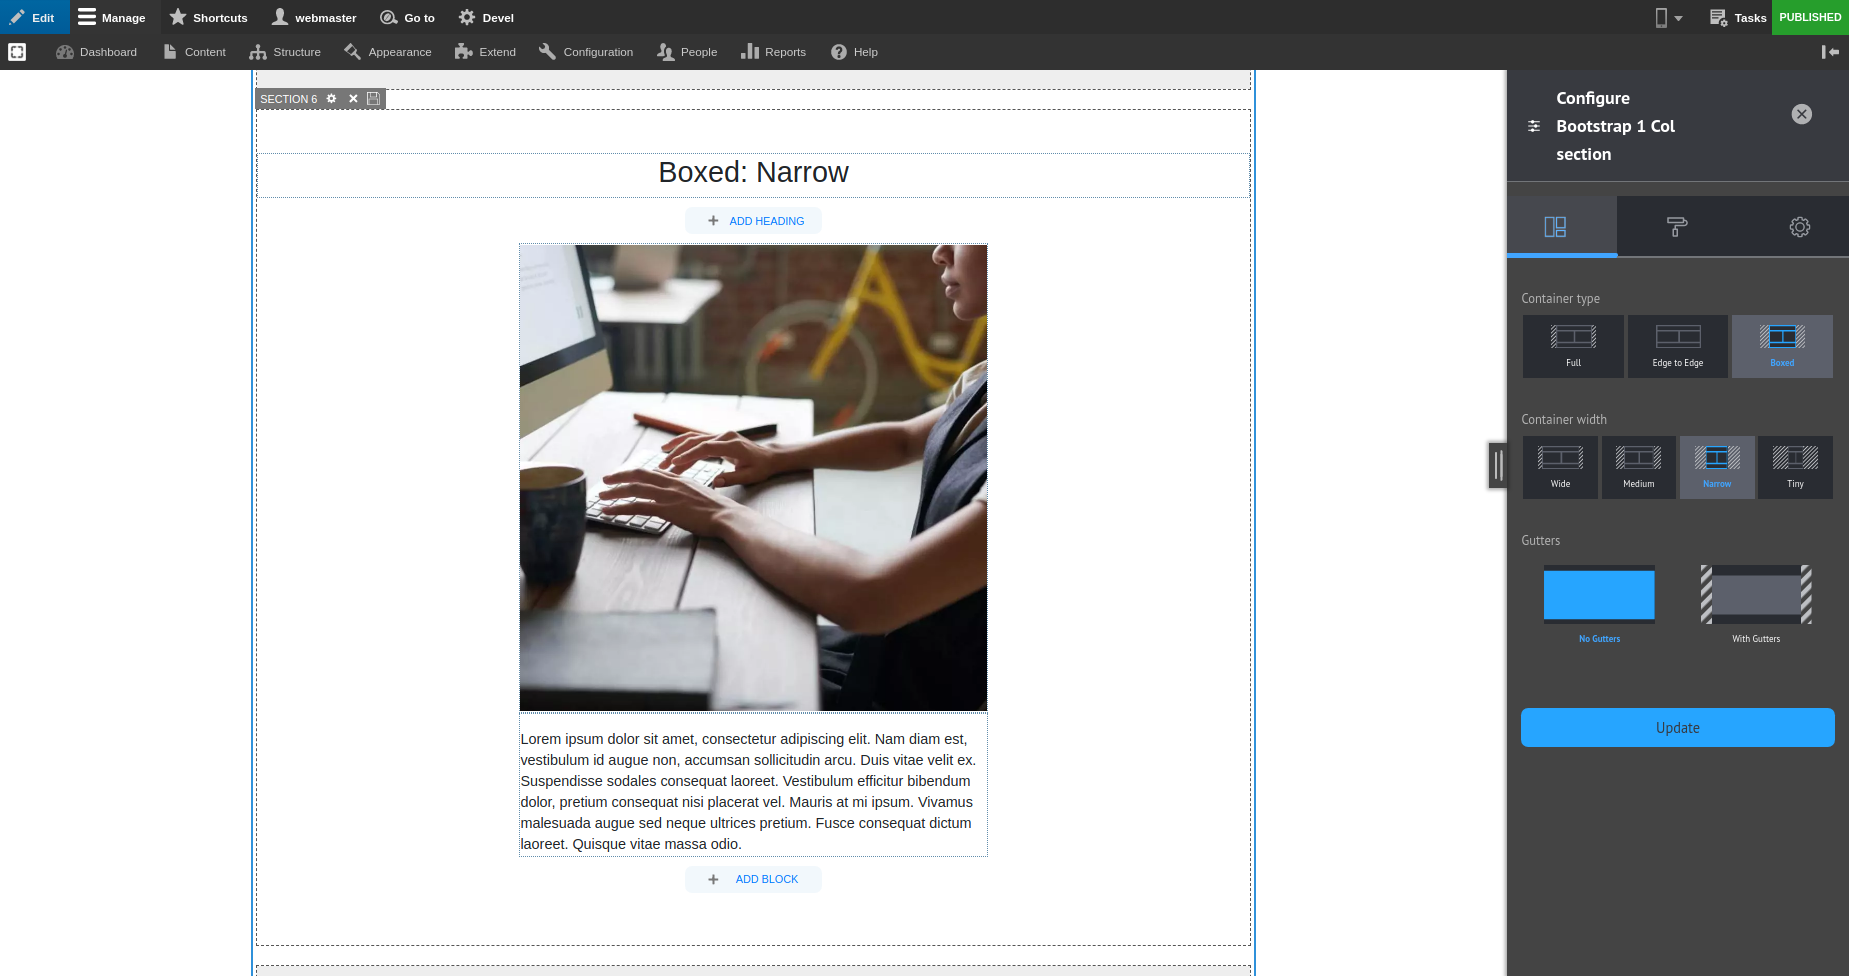 Edit Manage Shortcuts webmaster Go to Devel Tasks PUBLISHED
Dashboard Content Structure Appearance Extend Configuration People Reports Help
SECTION 6
Boxed: Narrow
ADD HEADING
Lorem ipsum dolor sit amet, consectetur adipiscing elit. Nam diam est,
vestibulum id augue non, accumsan sollicitudin arcu. Duis vitae velit ex.
Suspendisse sodales consequat laoreet. Vestibulum efficitur bibendum
dolor, pretium consequat nisi placerat vel. Mauris at mi ipsum. Vivamus
malesuada augue sed neque ultrices pretium. Fusce consequat dictum
laoreet. Quisque vitae massa odio.
ADD BLOCK
Configure
Bootstrap 1 Col
section
Container type
Full Edge to Edge Boxed
Container width
Wide Medium Narrow Tiny
Gutters
No Gutters With Gutters
Update